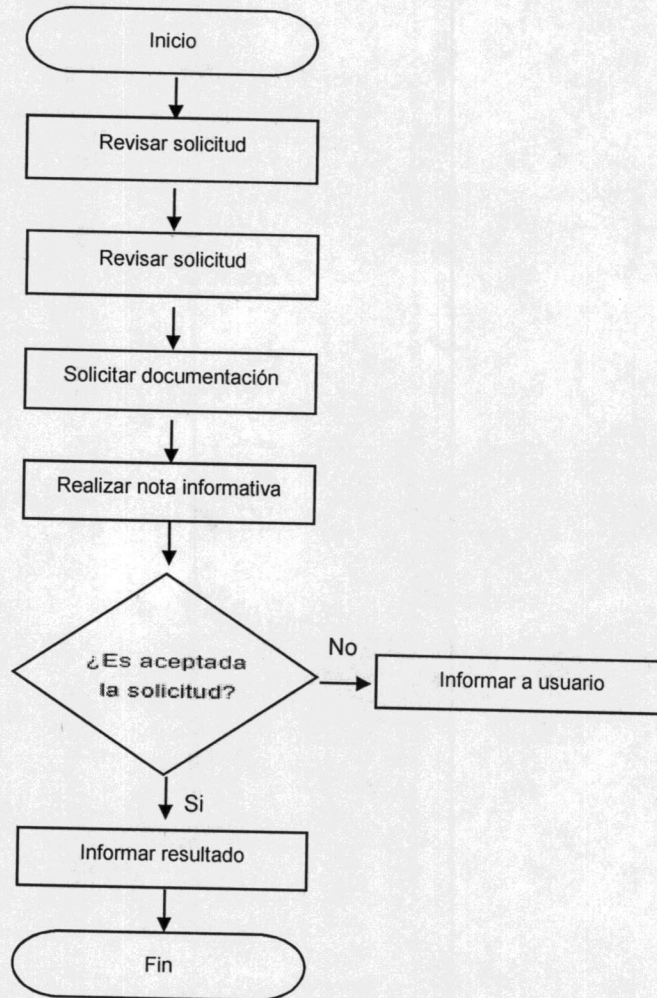 Inicio
Revisar solicitud
Revisar solicitud
Solicitar documentación
Realizar nota informativa
¿Es aceptada
la solicitud?
No
Informar a usuario
Si
Informar resultado
Fin